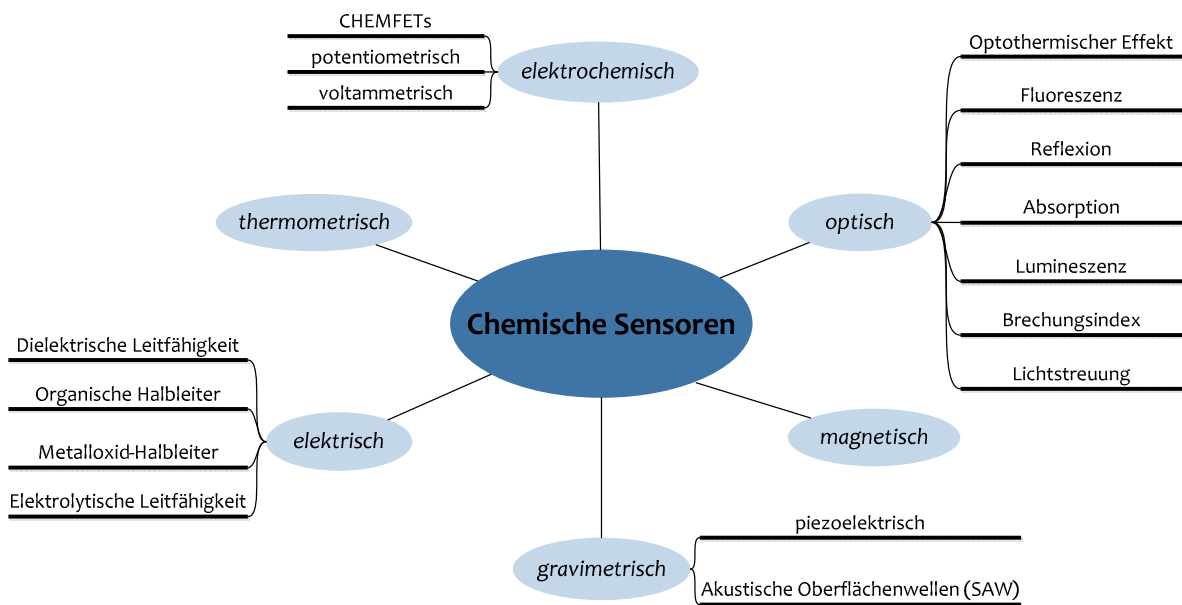 CHEMFETs
potentiometrisch
voltammetrisch
elektrochemisch
Optothermischer Effekt
Fluoreszenz
Reflexion
Absorption
Lumineszenz
Brechungsindex
Lichtstreuung
optisch
thermometrisch
Chemische Sensoren
Dielektrische Leitfähigkeit
Organische Halbleiter
Metalloxid-Halbleiter
Elektrolytische Leitfähigkeit
elektrisch
magnetisch
gravimetrisch
piezoelektrisch
Akustische Oberflächenwellen (SAW)